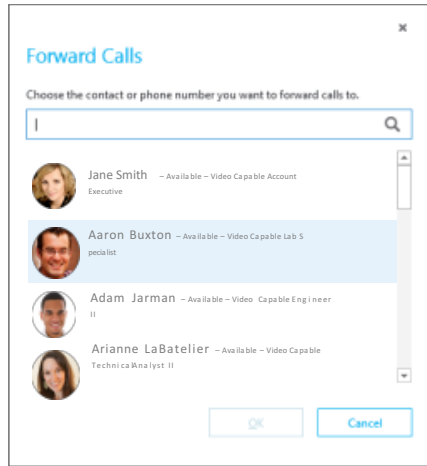 Forward Calls
Choose the contact or phone number you want to forward calls to.
Jane Smith – Available – Video Capable Account
Executive
Aaron Buxton – Available – Video Capable Lab S
pecialist
Adam Jarman – Available – Video Capable Engineer
II
Arianne LaBatelier – Available – Video Capable
TechnicalAnalyst II
OK
Cancel